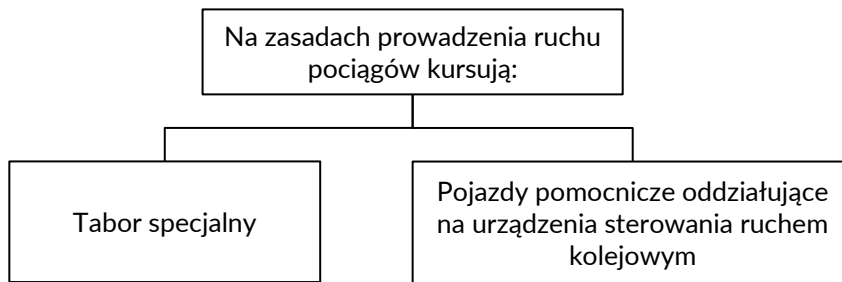 Na zasadach prowadzenia ruchu
pociągów kursują:
Tabor specjalny
Pojazdy pomocnicze oddziałujące
na urządzenia sterowania ruchem
kolejowym